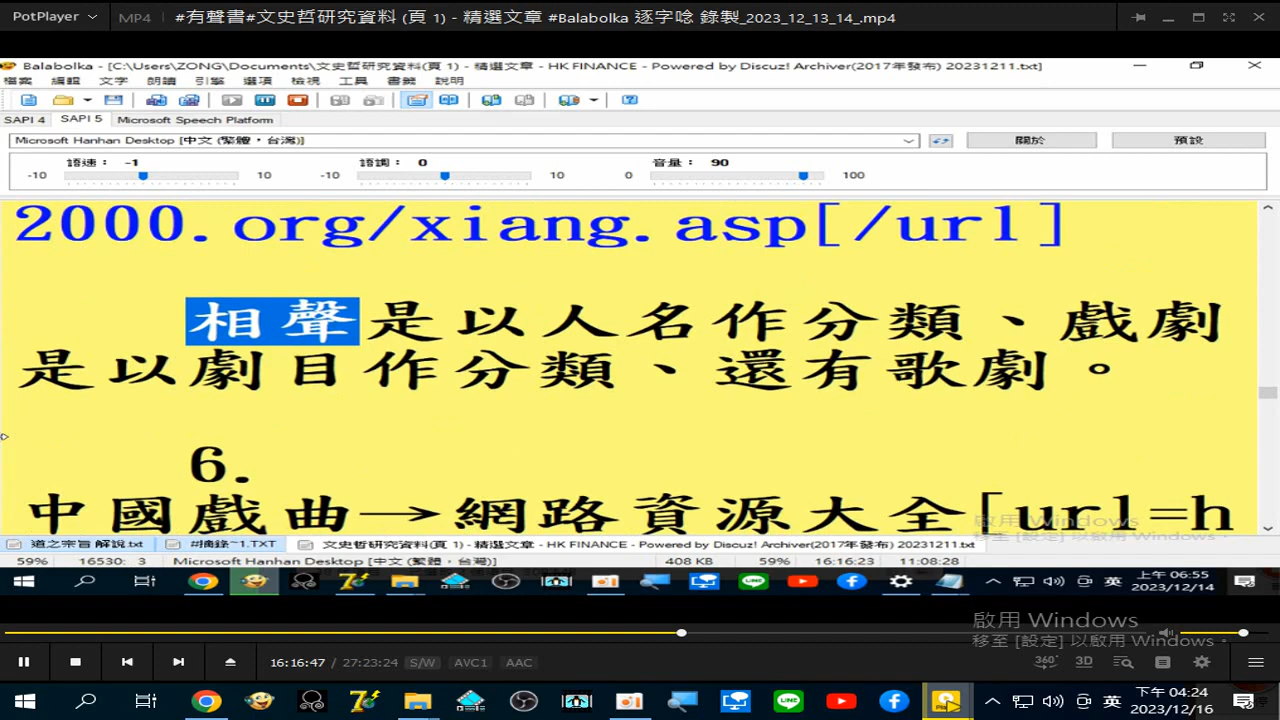 PotPlayer MP4 #有聲書#文史哲研究資料 (頁 1) - 精選文章 #Balabolka 逐字唸 錄製_2023_12_13_14_.mp4
Balabolka - [C:\Users\ZONG\Documents\文史哲研究資料(頁 1) - 精選文章 - HK FINANCE - Powered by Discuz! Archiver(2017年發布) 20231211.txt]
檔案 編輯 文字 朗讀 引擎 選項 檢視 工具 書籤 說明
SAPI 4 SAPI 5 Microsoft Speech Platform
Microsoft Hanhan Desktop [中文 (繁體，台灣)] 關於 預設
語速： -1 語調： 0 音量： 90
-10 10 -10 10 0 100
2000.org/xiang.asp[/url]
相聲是以人名作分類、戲劇
是以劇目作分類、還有歌劇。
6.
中國戲曲→網路資源大全[url=h
啟用 Windows
移至 [設定] 以啟用 Windows。
道之宗旨 解說.txt #摘錄~1.TXT 文史哲研究資料(頁 1) - 精選文章 - HK FINANCE - Powered by Discuz! Archiver(2017年發布) 20231211.txt
59% 16530: 3 Microsoft Hanhan Desktop [中文 (繁體，台灣)] 408 KB 59% 16:16:23 11:08:28
英 上午 06:55
2023/12/14
啟用 Windows
移至 [設定] 以啟用 Windows。
16:16:47 / 27:23:24 S/W AVC1 AAC 360° 3D
英 下午 04:24
2023/12/16